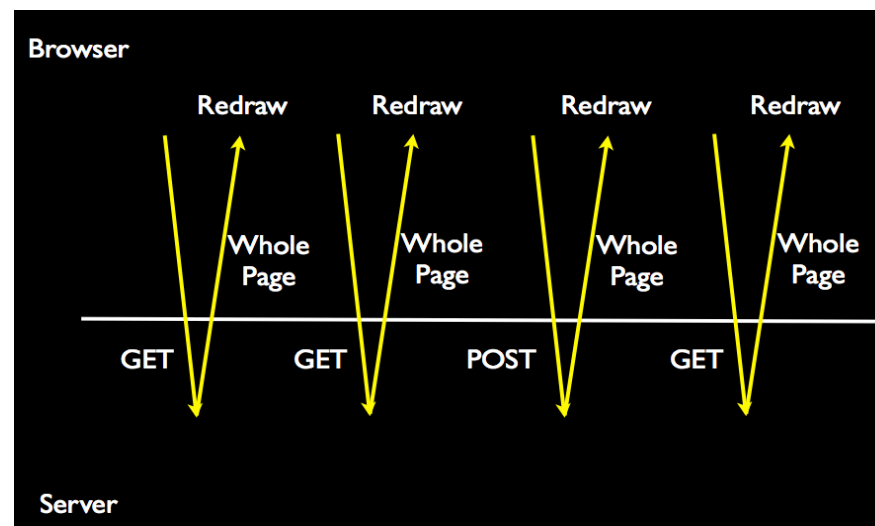 Browser
Redraw Redraw Redraw Redraw
Whole Whole Whole Whole
Page Page Page Page
GET GET POST GET
Server